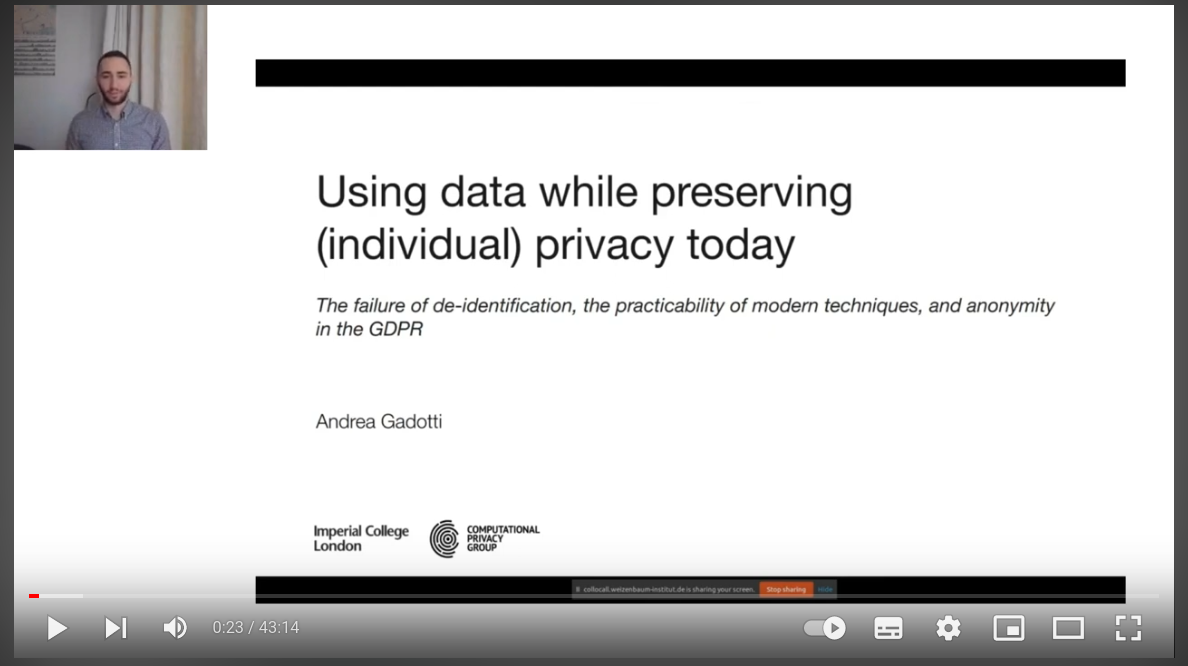 Using data while preserving
(individual) privacy today
The failure of de-identification, the practicability of modern techniques, and anonymity
in the GDPR
Andrea Gadotti
Imperial College
London
COMPUTATIONAL
PRIVACY
GROUP
collocall.weizenbaum-institut.de is sharing your screen.
Stop sharing
Hide
0:23 / 43:14